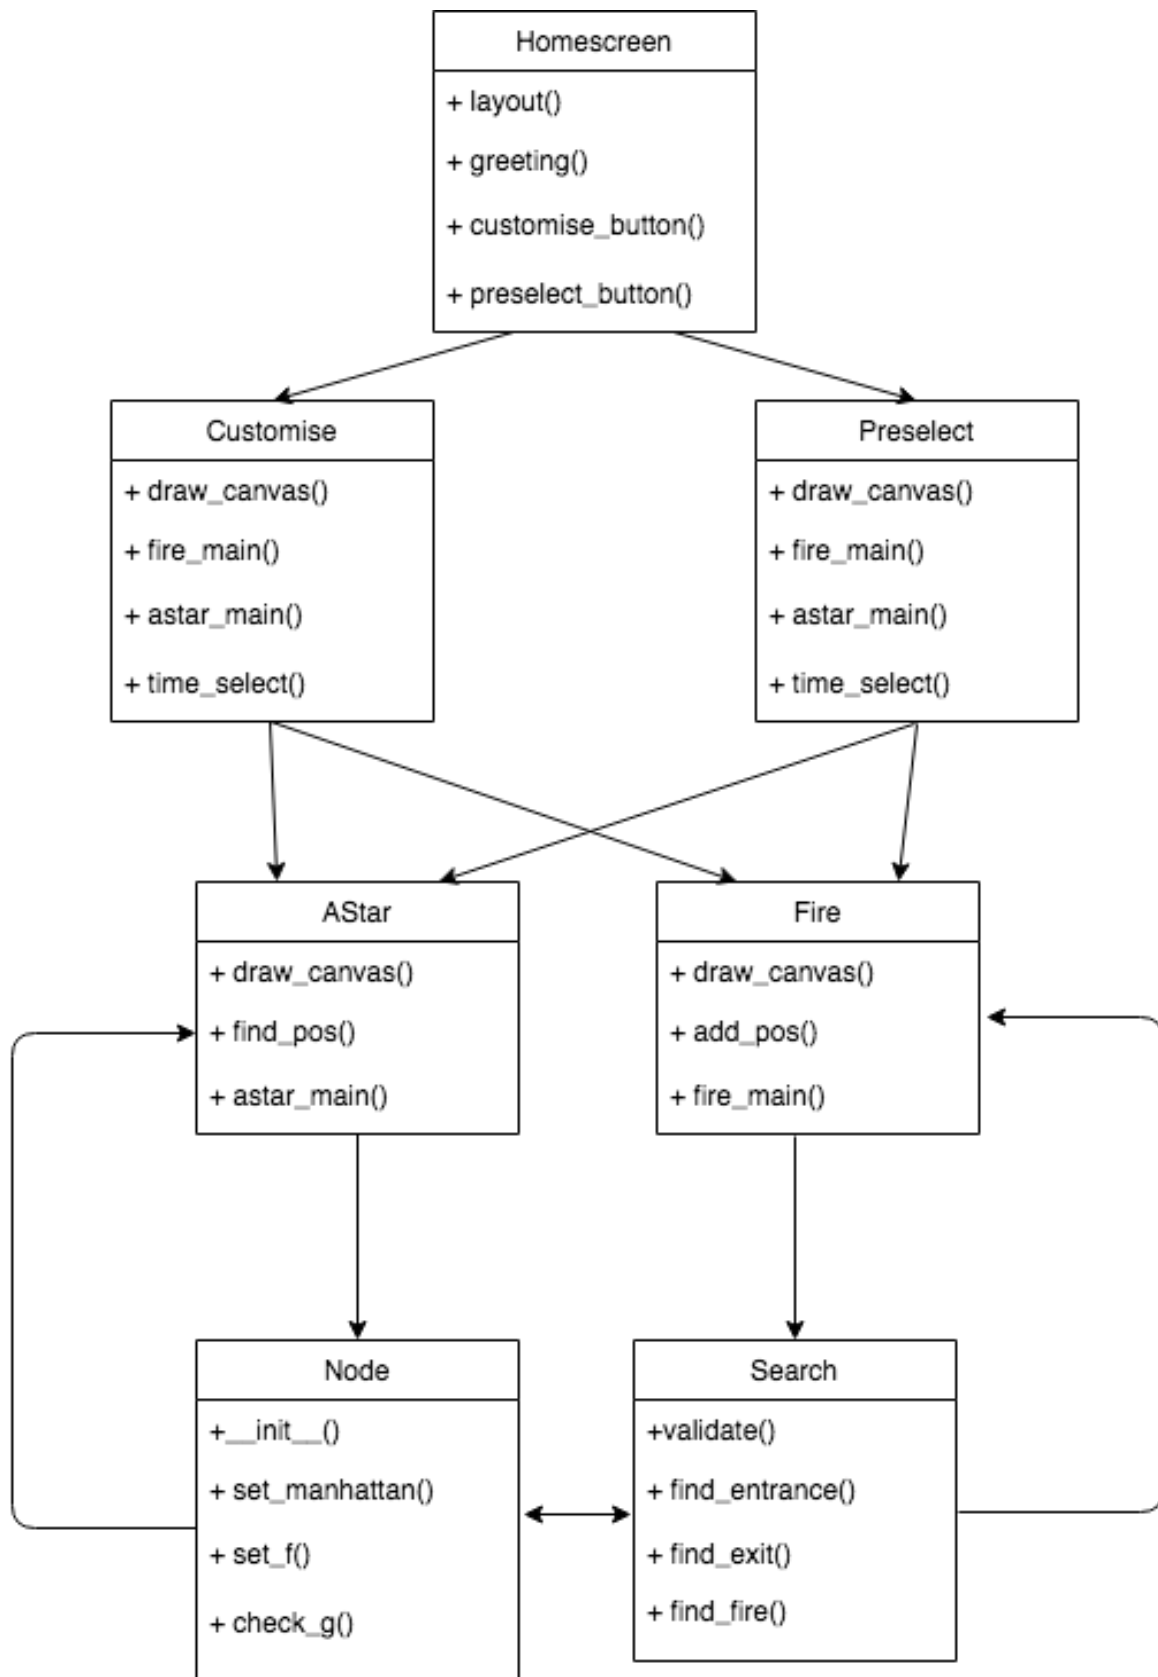 Homescreen
+ layout()
+ greeting()
+ customise_button()
+ preselect_button()
Customise
+ draw_canvas()
+ fire_main()
+ astar_main()
+ time_select()
Preselect
+ draw_canvas()
+ fire_main()
+ astar_main()
+ time_select()
AStar
+ draw_canvas()
+ find_pos()
+ astar_main()
Fire
+ draw_canvas()
+ add_pos()
+ fire_main()
Node
+__init__()
+ set_manhattan()
+ set_f()
+ check_g()
Search
+validate()
+ find_entrance()
+ find_exit()
+ find_fire()